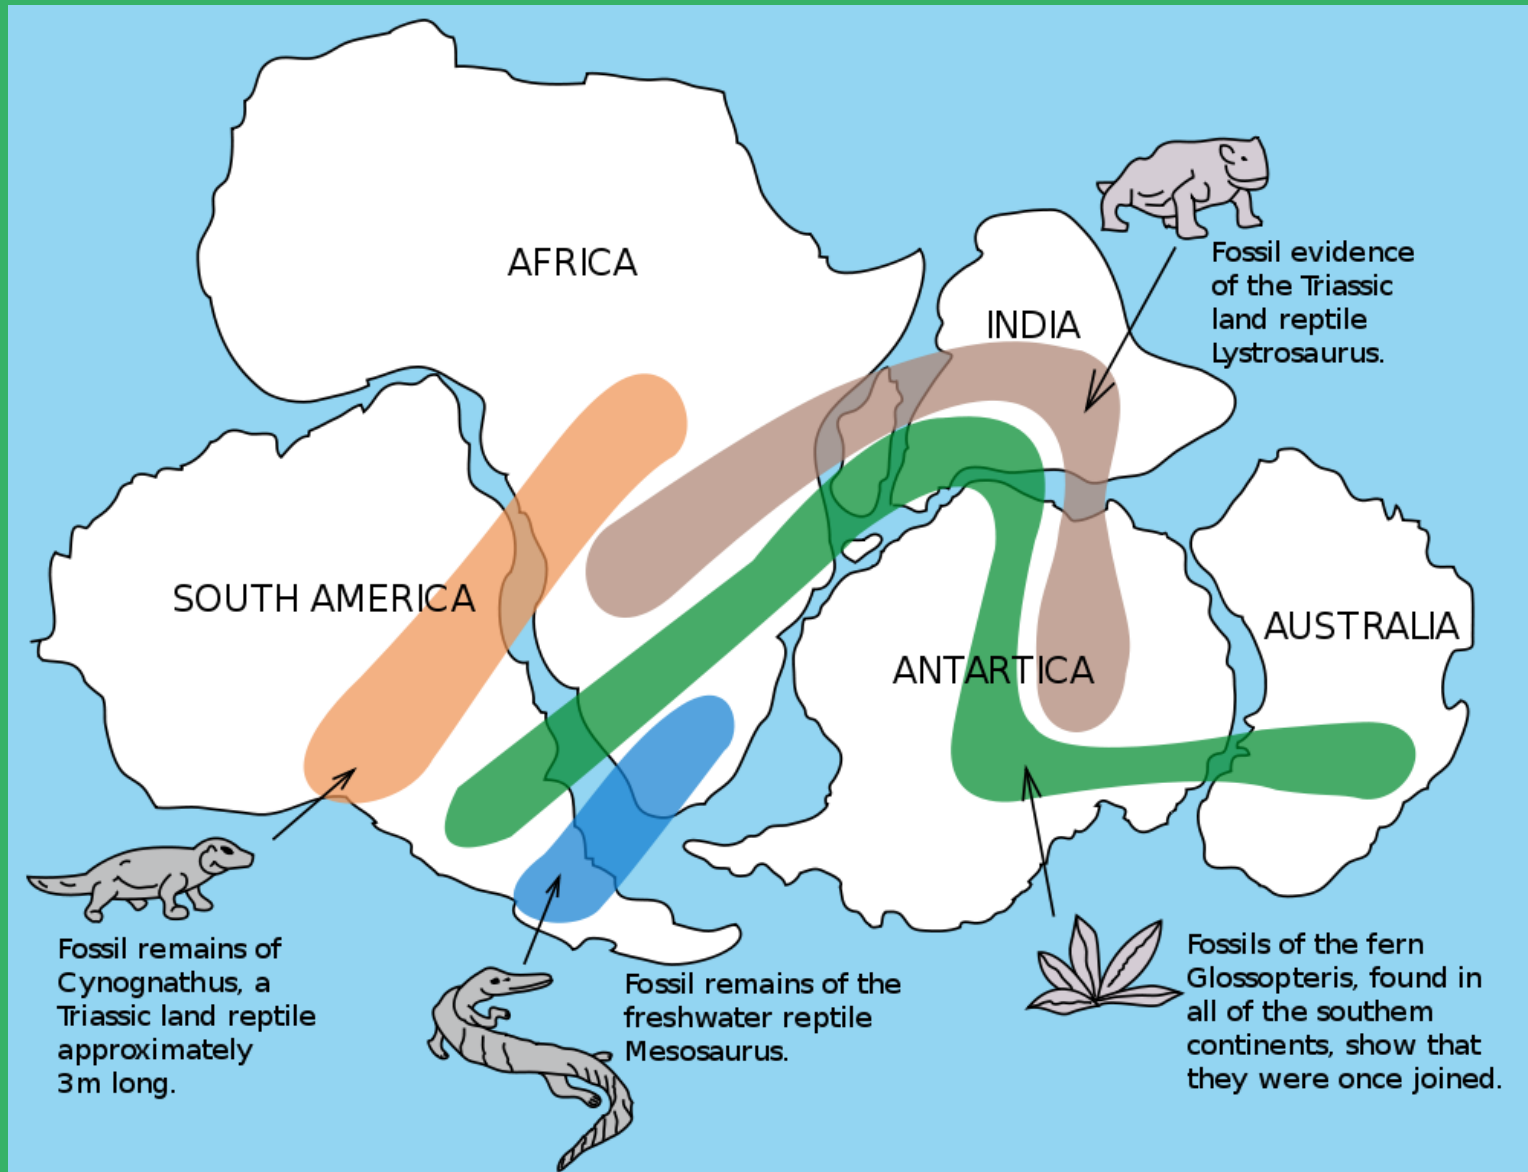 AFRICA
INDIA
Fossil evidence
of the Triassic
land reptile
Lystrosaurus.
SOUTH AMERICA
ANTARTICA
AUSTRALIA
Fossil remains of
Cynognathus, a
Triassic land reptile
approximately
3m long.
Fossil remains of the
freshwater reptile
Mesosaurus.
Fossils of the fern
Glossopteris, found in
all of the southem
continents, show that
they were once joined.